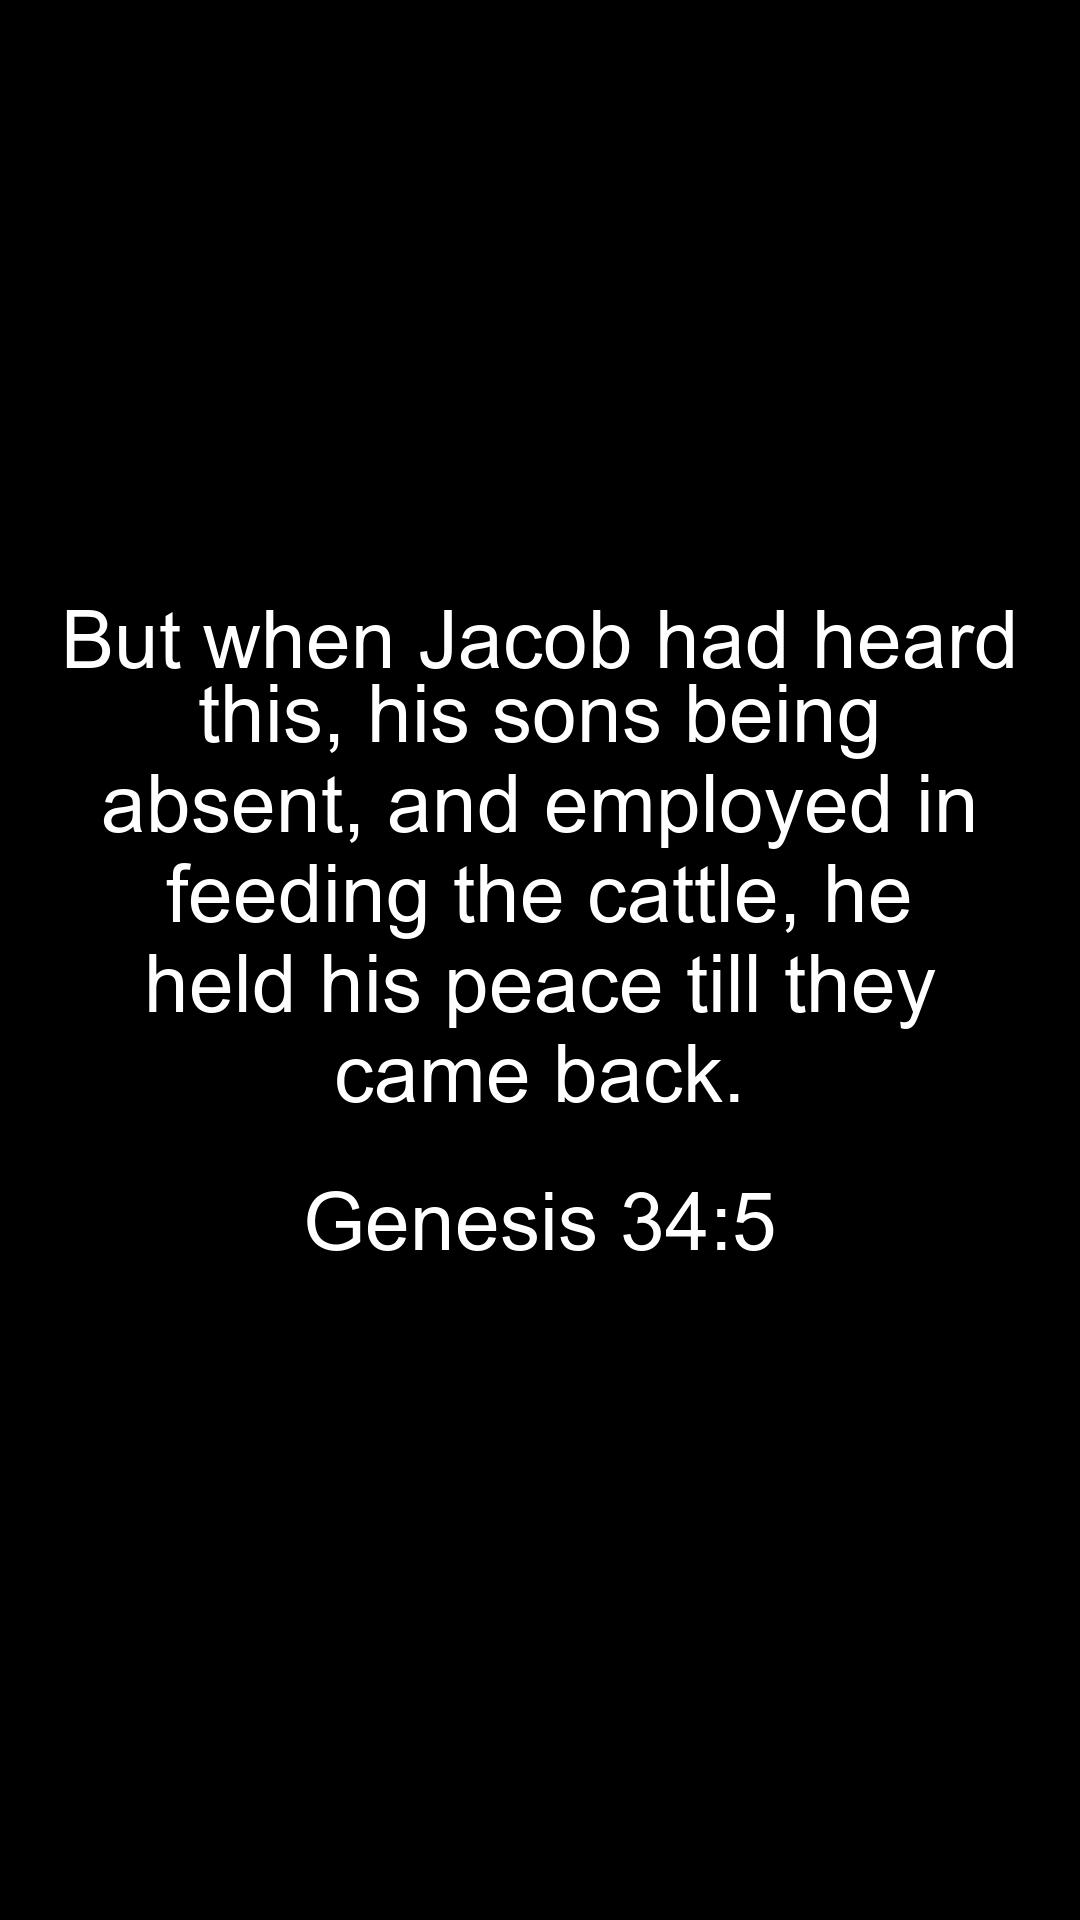 But when Jacob had heard
this, his sons being
absent, and employed in
feeding the cattle, he
held his peace till they
came back.
Genesis 34:5